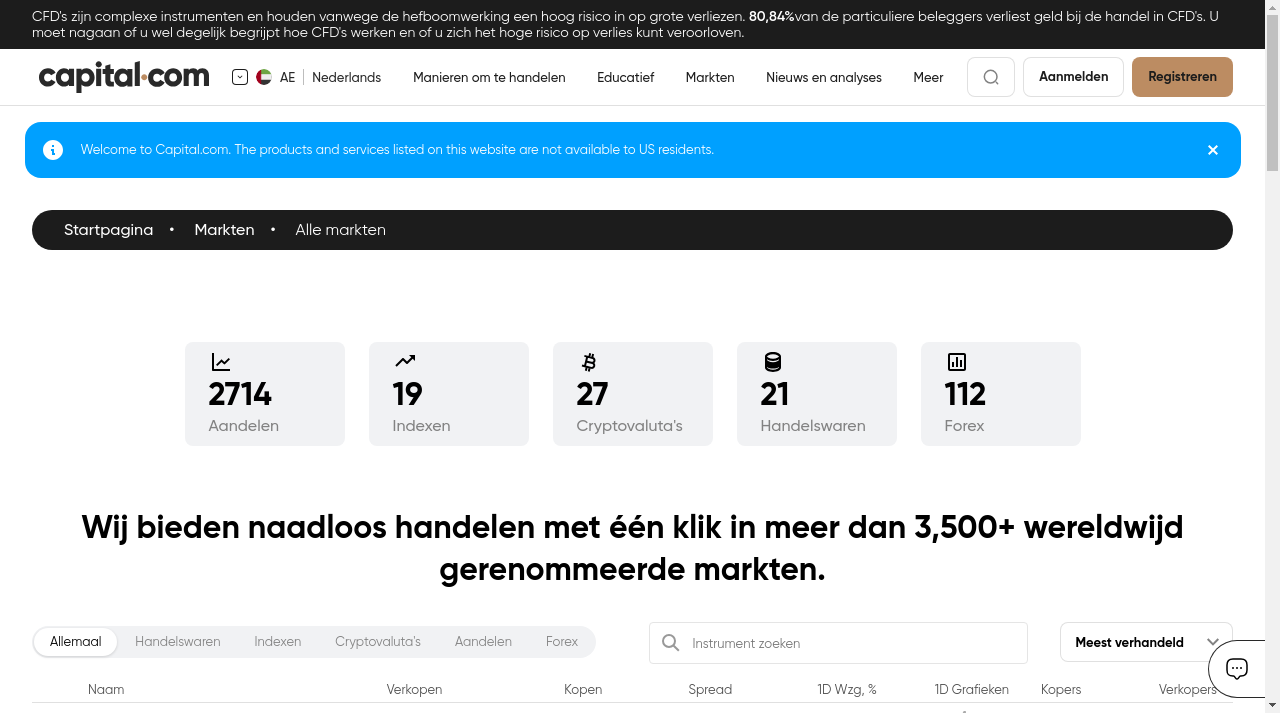 CFD's zijn complexe instrumenten en houden vanwege de hefboomwerking een hoog risico in op grote verliezen. 80,84%van de particuliere beleggers verliest geld bij de handel in CFD's. U
moet nagaan of u wel degelijk begrijpt hoe CFD's werken en of u zich het hoge risico op verlies kunt veroorloven.
capital.com AE Nederlands Manieren om te handelen Educatief Markten Nieuws en analyses Meer Aanmelden Registreren
Welcome to Capital.com. The products and services listed on this website are not available to US residents.
Startpagina • Markten • Alle markten
2714 19 27 21 112
Aandelen Indexen Cryptovaluta's Handelswaren Forex
Wij bieden naadloos handelen met één klik in meer dan 3,500+ wereldwijd
gerenommeerde markten.
Allemaal Handelswaren Indexen Cryptovaluta's Aandelen Forex Instrument zoeken Meest verhandeld
Naam Verkopen Kopen Spread 1D Wzg, % 1D Grafieken Kopers Verkopers